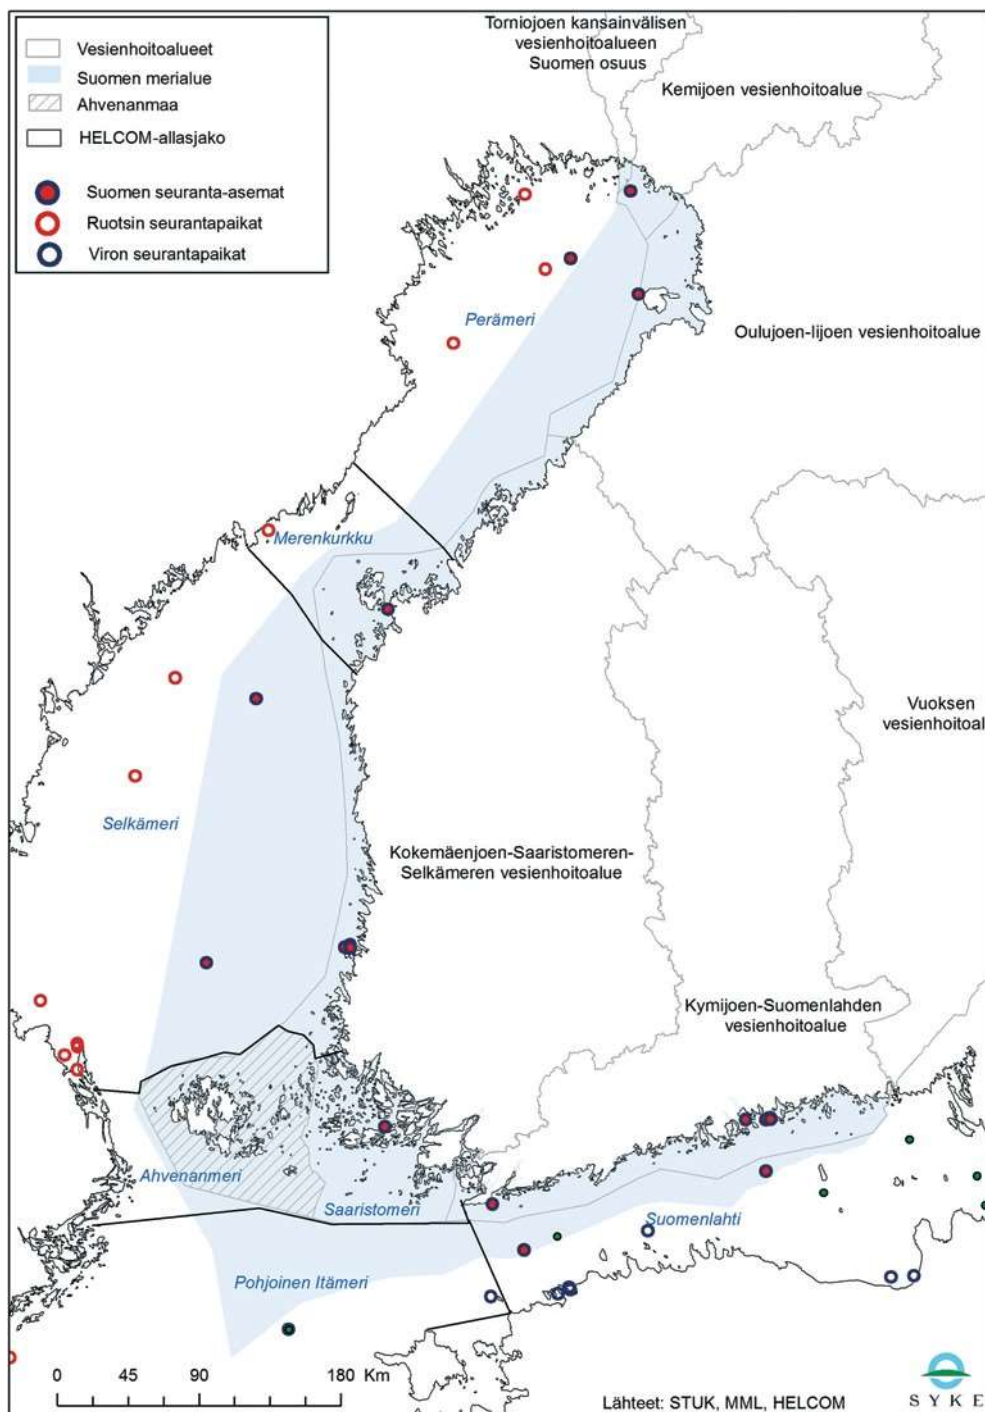 Vesienhoitoalueet
Suomen merialue
Ahvenanmaa
HELCOM-allasjako
Suomen seuranta-asemat
Ruotsin seurantapaikat
Viron seurantapaikat
Torniojoen kansainvälisen
vesienhoitoalueen
Suomen osuus
Kemijoen vesienhoitoalue
Perämeri
Oulujoen-Iijoen vesienhoitoalue
Merenkurkku
Vuoksen
vesienhoitoal
Selkämeri
Kokemäenjoen-Saaristomeren-
Selkämeren vesienhoitoalue
Kymijoen-Suomenlahden
vesienhoitoalue
Ahvenanmeri
Saaristomeri
Suomenlahti
Pohjoinen Itämeri
0 45 90 180 Km
Lähteet: STUK, MML, HELCOM
SYKE